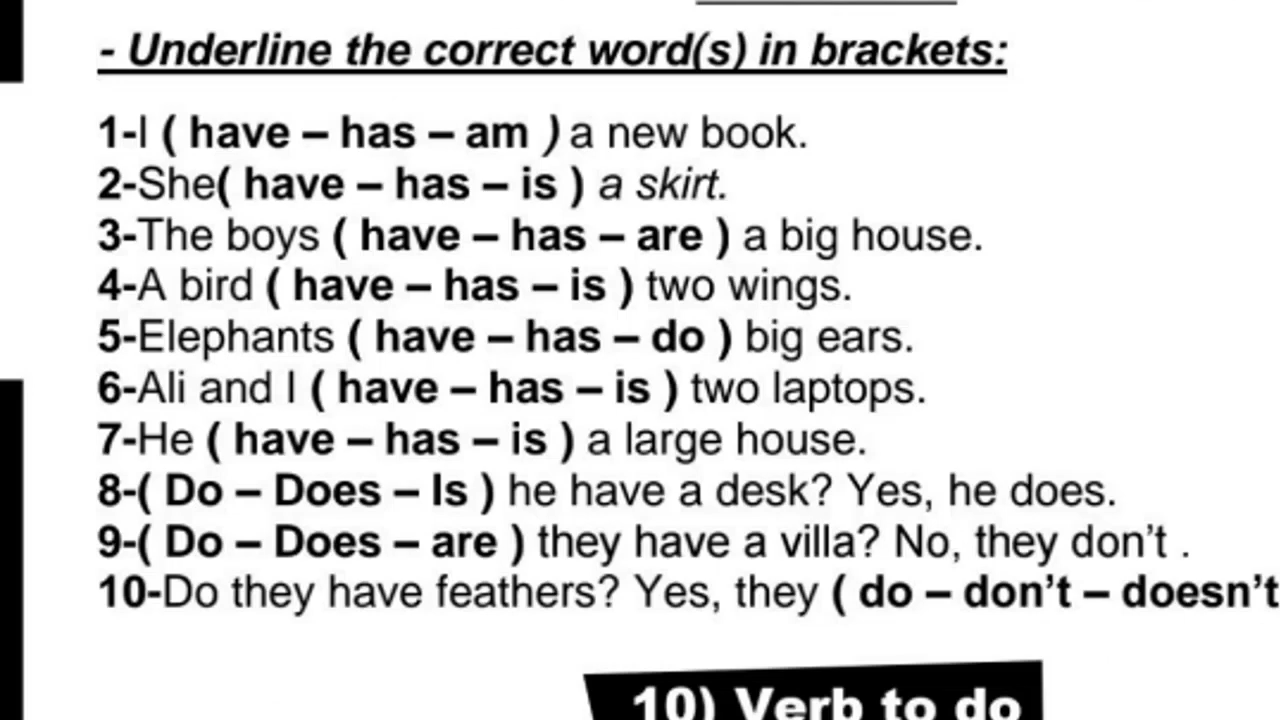 - Underline the correct word(s) in brackets:
1-I ( have – has – am ) a new book.
2-She( have – has – is ) a skirt.
3-The boys ( have – has – are ) a big house.
4-A bird ( have – has – is ) two wings.
5-Elephants ( have – has – do ) big ears.
6-Ali and I ( have – has – is ) two laptops.
7-He ( have – has – is ) a large house.
8-( Do – Does – Is ) he have a desk? Yes, he does.
9-( Do – Does – are ) they have a villa? No, they don’t .
10-Do they have feathers? Yes, they ( do – don’t – doesn’t
10) Verb to do